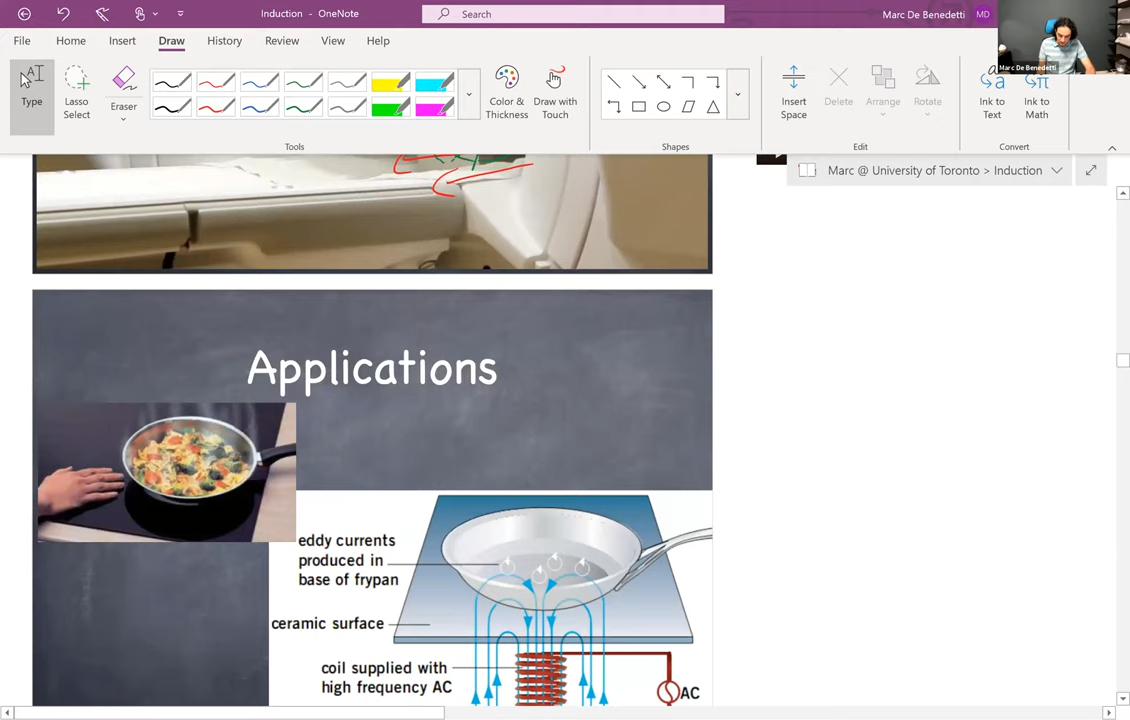 Induction - OneNote
Search
Marc De Benedetti
MD
Marc De Benedetti
File
Home
Insert
Draw
History
Review
View
Help
Type
Lasso
Select
Eraser
Color &
Thickness
Draw with
Touch
Insert
Space
Delete
Arrange
Rotate
Ink to
Text
Ink to
Math
Tools
Shapes
Edit
Convert
Marc @ University of Toronto > Induction
Applications
eddy currents
produced in
base of frypan
ceramic surface
coil supplied with
high frequency AC
AC